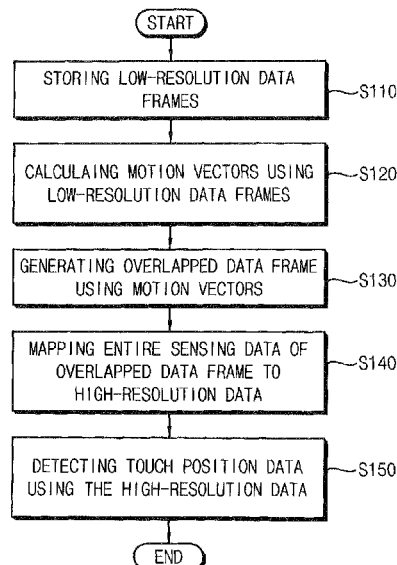 START
STORING LOW-RESOLUTION DATA
FRAMES
S110
CALCULAING MOTION VECTORS USING
LOW-RESOLUTION DATA FRAMES
S120
GENERATING OVERLAPPED DATA FRAME
USING MOTION VECTORS
S130
MAPPING ENTIRE SENSING DATA OF
OVERLAPPED DATA FRAME TO
HIGH-RESOLUTION DATA
S140
DETECTING TOUCH POSITION DATA
USING THE HIGH-RESOLUTION DATA
S150
END